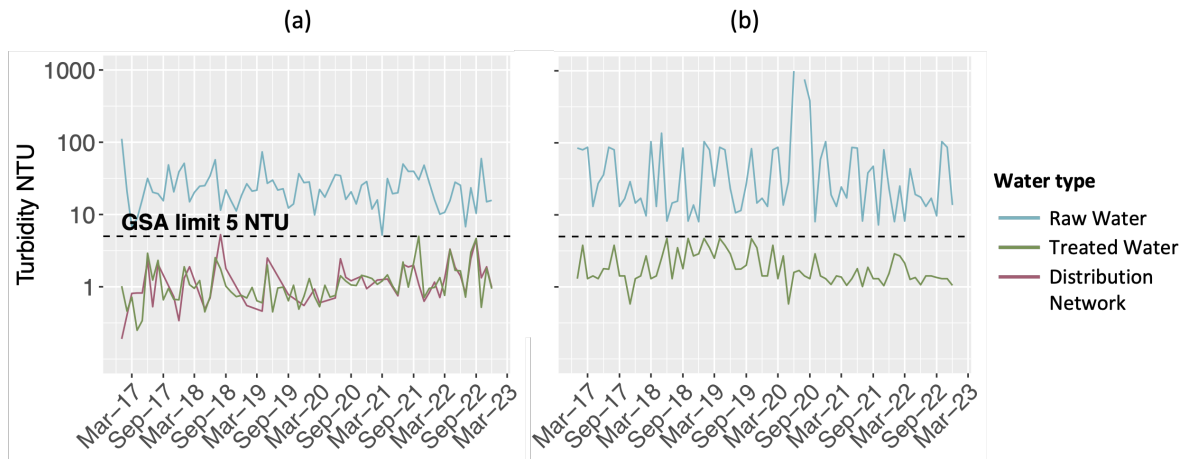 (a)
(b)
Turbidity NTU
1000
100
10
1
GSA limit 5 NTU
Mar–17
Sep–17
Mar–18
Sep–18
Mar–19
Sep–19
Mar–20
Sep–20
Mar–21
Sep–21
Mar–22
Sep–22
Mar–23
Mar–17
Sep–17
Mar–18
Sep–18
Mar–19
Sep–19
Mar–20
Sep–20
Mar–21
Sep–21
Mar–22
Sep–22
Mar–23
Water type
Raw Water
Treated Water
Distribution
Network